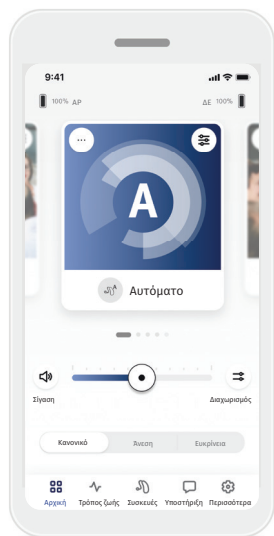 9:41
100% ΑΡ ΔΕ 100%
A
Αυτόματο
Σίγαση Διαχωρισμός
Κανονικό Άνεση Ευκρίνεια
Αρχική Τρόπος ζωής Συσκευές Υποστήριξη Περισσότερα